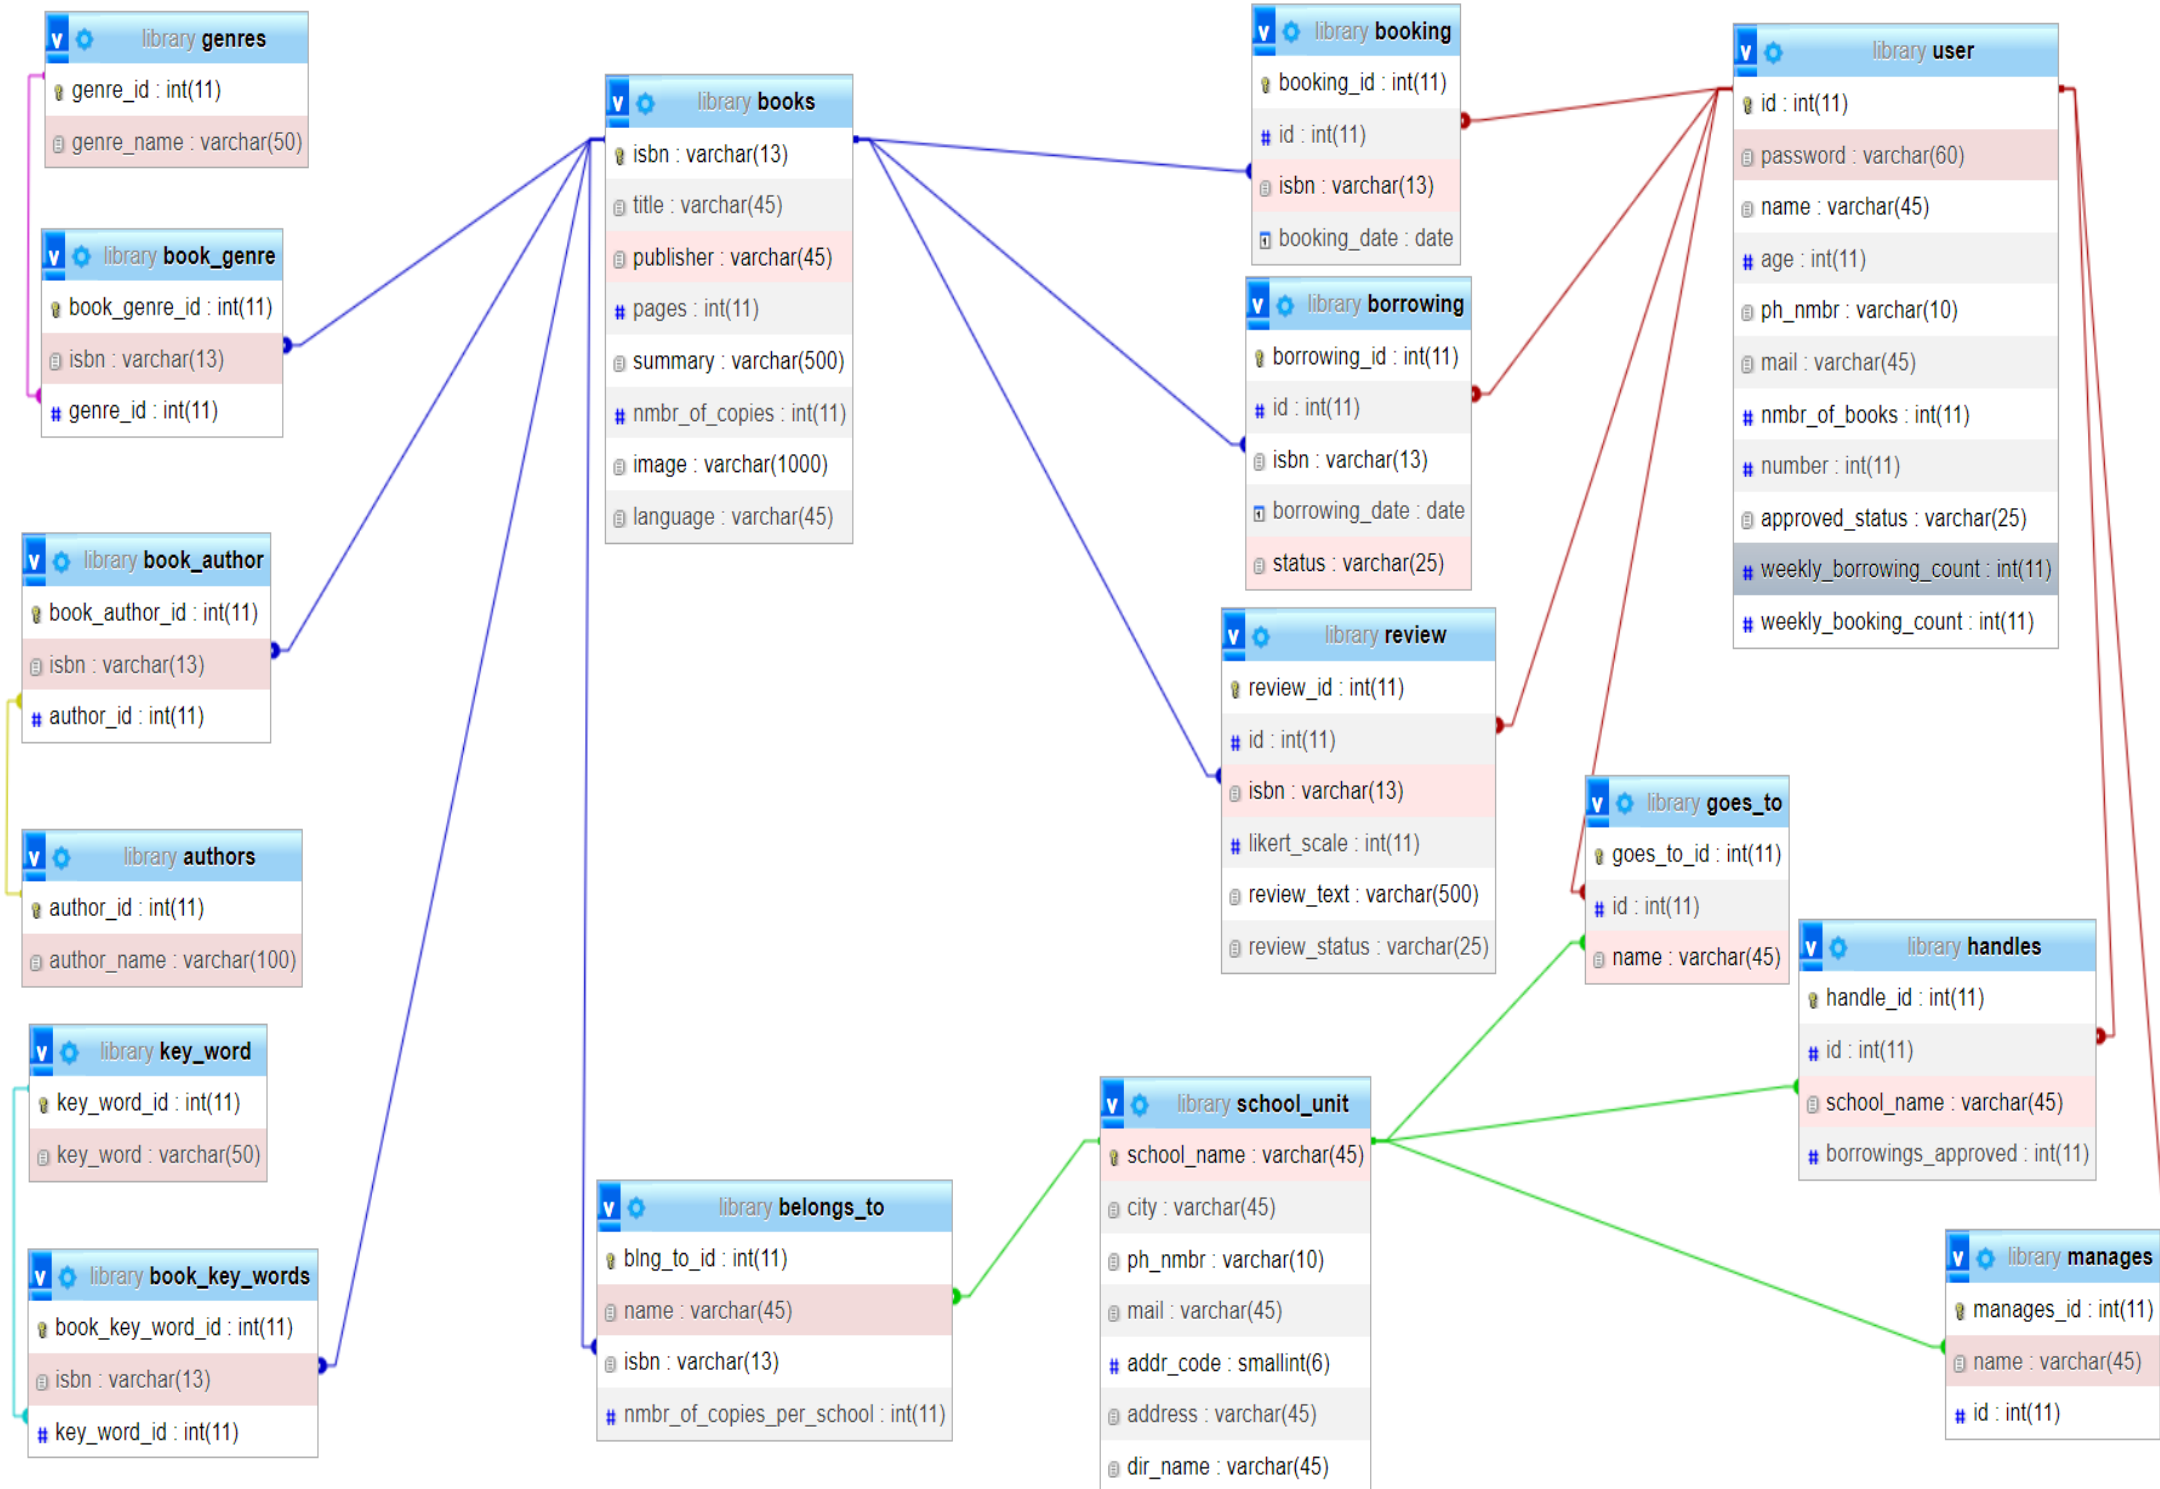 library genres
genre_id : int(11)
genre_name : varchar(50)
library book_genre
book_genre_id : int(11)
isbn : varchar(13)
genre_id : int(11)
library book_author
book_author_id : int(11)
isbn : varchar(13)
author_id : int(11)
library authors
author_id : int(11)
author_name : varchar(100)
library key_word
key_word_id : int(11)
key_word : varchar(50)
library book_key_words
book_key_word_id : int(11)
isbn : varchar(13)
key_word_id : int(11)
library books
isbn : varchar(13)
title : varchar(45)
publisher : varchar(45)
pages : int(11)
summary : varchar(500)
nmbr_of_copies : int(11)
image : varchar(1000)
language : varchar(45)
library belongs_to
blng_to_id : int(11)
name : varchar(45)
isbn : varchar(13)
nmbr_of_copies_per_school : int(11)
library booking
booking_id : int(11)
id : int(11)
isbn : varchar(13)
booking_date : date
library borrowing
borrowing_id : int(11)
id : int(11)
isbn : varchar(13)
borrowing_date : date
status : varchar(25)
library review
review_id : int(11)
id : int(11)
isbn : varchar(13)
likert_scale : int(11)
review_text : varchar(500)
review_status : varchar(25)
library school_unit
school_name : varchar(45)
city : varchar(45)
ph_nmbr : varchar(10)
mail : varchar(45)
addr_code : smallint(6)
address : varchar(45)
dir_name : varchar(45)
library user
id : int(11)
password : varchar(60)
name : varchar(45)
age : int(11)
ph_nmbr : varchar(10)
mail : varchar(45)
nmbr_of_books : int(11)
number : int(11)
approved_status : varchar(25)
weekly_borrowing_count : int(11)
weekly_booking_count : int(11)
library goes_to
goes_to_id : int(11)
id : int(11)
name : varchar(45)
library handles
handle_id : int(11)
id : int(11)
school_name : varchar(45)
borrowings_approved : int(11)
library manages
manages_id : int(11)
name : varchar(45)
id : int(11)